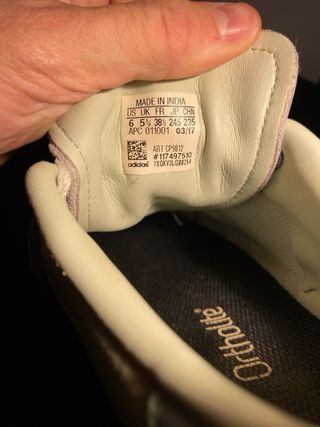 MADE IN INDIA
US UK FR JP CHN
6 5½ 38⅔ 245 235
APC 011001 03/17
ART CP9812
#117497510
7XGKV3LG00254
adidas
Ortholite®